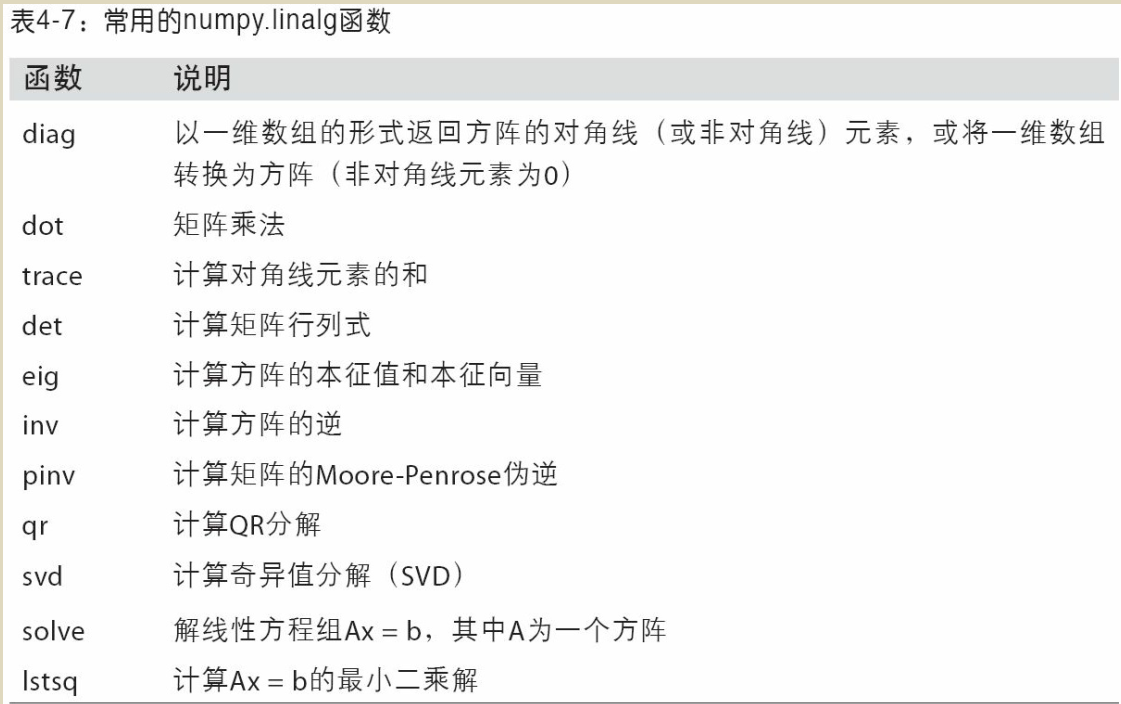 表4-7：常用的numpy.linalg函数
函数 说明
diag 以一维数组的形式返回方阵的对角线（或非对角线）元素，或将一维数组
转换为方阵（非对角线元素为0）
dot 矩阵乘法
trace 计算对角线元素的和
det 计算矩阵行列式
eig 计算方阵的本征值和本征向量
inv 计算方阵的逆
pinv 计算矩阵的Moore-Penrose伪逆
qr 计算QR分解
svd 计算奇异值分解（SVD）
solve 解线性方程组Ax = b，其中A为一个方阵
lstsq 计算Ax = b的最小二乘解